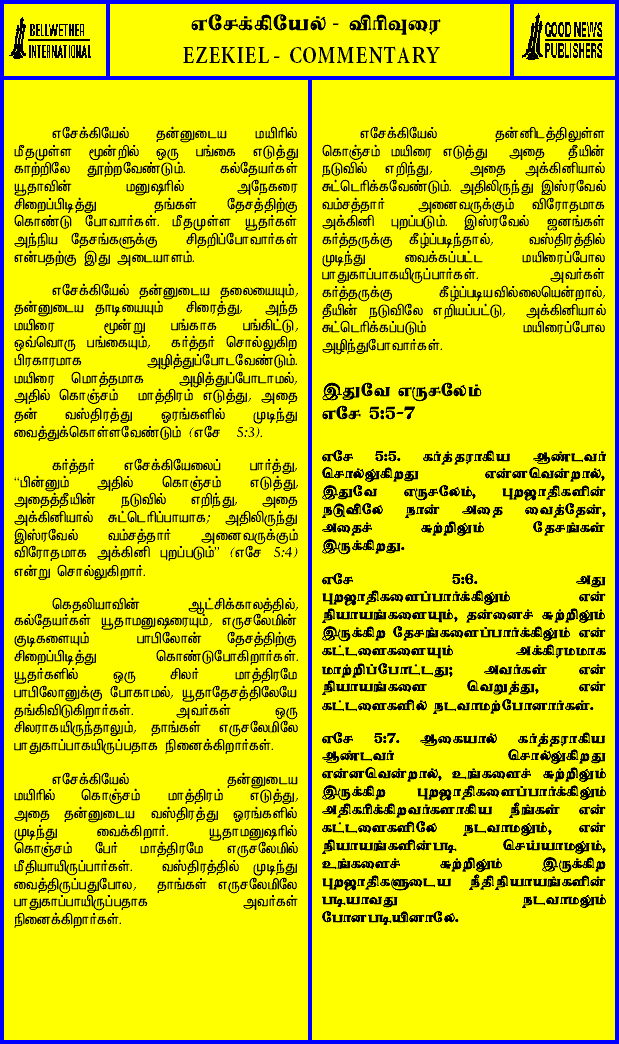 BELLWETHER
INTERNATIONAL
எசேக்கியேல் - விரிவுரை
EZEKIEL - COMMENTARY
GOOD NEWS
PUBLISHERS
எசேக்கியேல் தன்னுடைய மயிரில்
மீதமுள்ள மூன்றில் ஒரு பங்கை எடுத்து
காற்றிலே தூற்றவேண்டும். கல்தேயர்கள்
யூதாவின் மனுஷரில் அநேகரை
சிறைப்பிடித்து தங்கள் தேசத்திற்கு
கொண்டு போவார்கள். மீதமுள்ள யூதர்கள்
அந்நிய தேசங்களுக்கு சிதறிப்போவார்கள்
என்பதற்கு இது அடையாளம்.
எசேக்கியேல் தன்னுடைய தலையையும்,
தன்னுடைய தாடியையும் சிரைத்து, அந்த
மயிரை மூன்று பங்காக பங்கிட்டு,
ஒவ்வொரு பங்கையும், கர்த்தர் சொல்லுகிற
பிரகாரமாக அழித்துப்போடவேண்டும்.
மயிரை மொத்தமாக அழித்துப்போடாமல்,
அதில் கொஞ்சம் மாத்திரம் எடுத்து, அதை
தன் வஸ்திரத்து ஓரங்களில் முடிந்து
வைத்துக்கொள்ளவேண்டும் (எசே 5:3).
கர்த்தர் எசேக்கியேலைப் பார்த்து,
"பின்னும் அதில் கொஞ்சம் எடுத்து,
அதைத்தீயின் நடுவில் எறிந்து, அதை
அக்கினியால் சுட்டெரிப்பாயாக; அதிலிருந்து
இஸ்ரவேல் வம்சத்தார் அனைவருக்கும்
விரோதமாக அக்கினி புறப்படும்" (எசே 5:4)
என்று சொல்லுகிறார்.
கெதலியாவின் ஆட்சிக்காலத்தில்,
கல்தேயர்கள் யூதாமனுஷரையும், எருசலேமின்
குடிகளையும் பாபிலோன் தேசத்திற்கு
சிறைப்பிடித்து கொண்டுபோகிறார்கள்.
யூதர்களில் ஒரு சிலர் மாத்திரமே
பாபிலோனுக்கு போகாமல், யூதாதேசத்திலேயே
தங்கிவிடுகிறார்கள். அவர்கள் ஒரு
சிலராகயிருந்தாலும், தாங்கள் எருசலேமிலே
பாதுகாப்பாகயிருப்பதாக நினைக்கிறார்கள்.
எசேக்கியேல் தன்னுடைய
மயிரில் கொஞ்சம் மாத்திரம் எடுத்து,
அதை தன்னுடைய வஸ்திரத்து ஓரங்களில்
முடிந்து வைக்கிறார். யூதாமனுஷரில்
கொஞ்சம் பேர் மாத்திரமே எருசலேமில்
மீதியாயிருப்பார்கள். வஸ்திரத்தில் முடிந்து
வைத்திருப்பதுபோல, தாங்கள் எருசலேமிலே
பாதுகாப்பாயிருப்பதாக அவர்கள்
நினைக்கிறார்கள்.
எசேக்கியேல் தன்னிடத்திலுள்ள
கொஞ்சம் மயிரை எடுத்து அதை தீயின்
நடுவில் எறிந்து, அதை அக்கினியால்
சுட்டெரிக்கவேண்டும். அதிலிருந்து இஸ்ரவேல்
வம்சத்தார் அனைவருக்கும் விரோதமாக
அக்கினி புறப்படும். இஸ்ரவேல் ஜனங்கள்
கர்த்தருக்கு கீழ்ப்படிந்தால், வஸ்திரத்தில்
முடிந்து வைக்கப்பட்ட மயிரைப்போல
பாதுகாப்பாகயிருப்பார்கள். அவர்கள்
கர்த்தருக்கு கீழ்ப்படியவில்லையென்றால்,
தீயின் நடுவிலே எறியப்பட்டு, அக்கினியால்
சுட்டெரிக்கப்படும் மயிரைப்போல
அழிந்துபோவார்கள்.
இதுவே எருசலேம்
எசே 5:5-7
எசே 5:5. கர்த்தராகிய ஆண்டவர்
சொல்லுகிறது என்னவென்றால்,
இதுவே எருசலேம், புறஜாதிகளின்
நடுவிலே நான் அதை வைத்தேன்,
அதைச் சுற்றிலும் தேசங்கள்
இருக்கிறது.
எசே 5:6. அது
புறஜாதிகளைப்பார்க்கிலும் என்
நியாயங்களையும், தன்னைச் சுற்றிலும்
இருக்கிற தேசங்களைப்பார்க்கிலும் என்
கட்டளைகளையும் அக்கிரமமாக
மாற்றிப்போட்டது; அவர்கள் என்
நியாயங்களை வெறுத்து, என்
கட்டளைகளில் நடவாமற்போனார்கள்.
எசே 5:7. ஆகையால் கர்த்தராகிய
ஆண்டவர் சொல்லுகிறது
என்னவென்றால், உங்களைச் சுற்றிலும்
இருக்கிற புறஜாதிகளைப்பார்க்கிலும்
அதிகரிக்கிறவர்களாகிய நீங்கள் என்
கட்டளைகளிலே நடவாமலும், என்
நியாயங்களின்படி செய்யாமலும்,
உங்களைச் சுற்றிலும் இருக்கிற
புறஜாதிகளுடைய நீதிநியாயங்களின்
படியாவது நடவாமலும்
போனபடியினாலே.